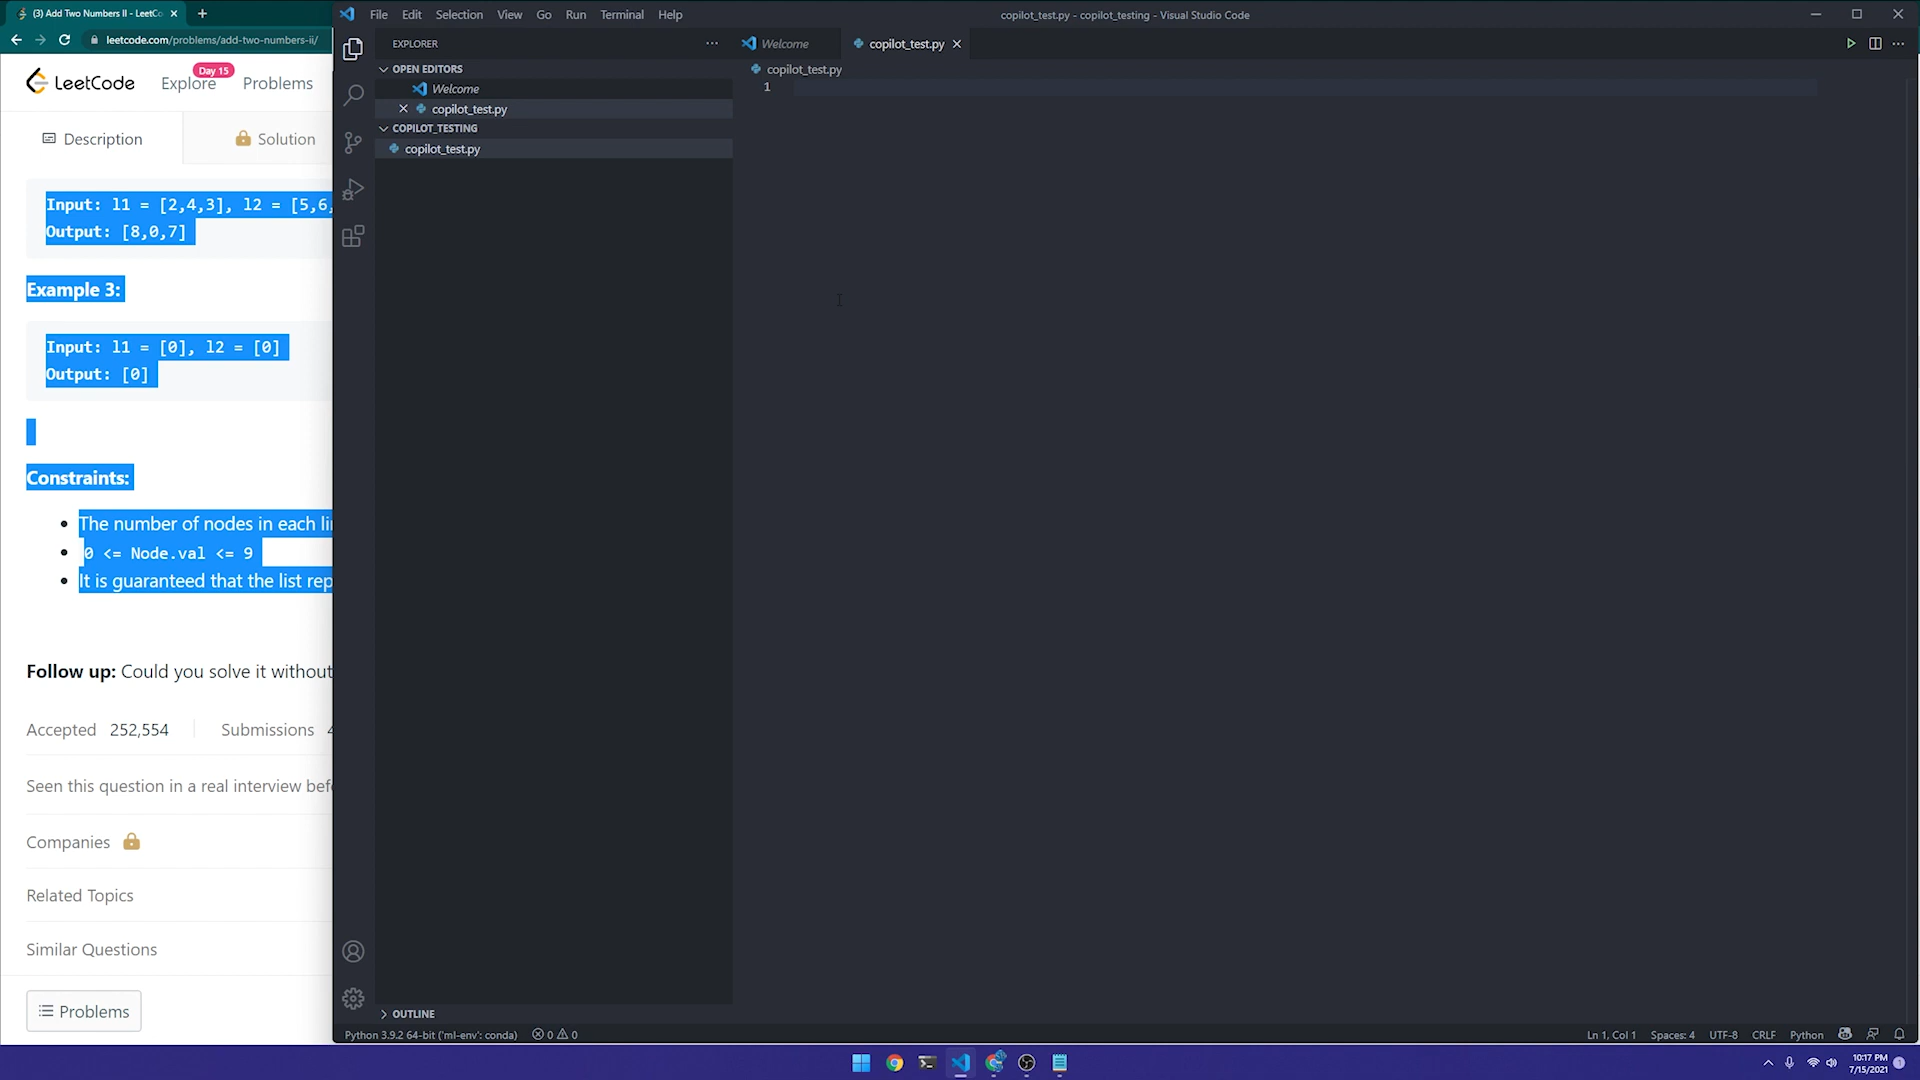 (3) Add Two Numbers II - LeetCo
leetcode.com/problems/add-two-numbers-ii/
LeetCode
Explore
Day 15
Problems
Description
Solution
Input: l1 = [2,4,3], l2 = [5,6,
Output: [8,0,7]
Example 3:
Input: l1 = [0], l2 = [0]
Output: [0]
Constraints:
The number of nodes in each
0 <= Node.val <= 9
It is guaranteed that the list rep
Follow up: Could you solve it without
Accepted 252,554
Submissions 4
Seen this question in a real interview bef
Companies
Related Topics
Similar Questions
Problems
File Edit Selection View Go Run Terminal Help
copilot_test.py - copilot_testing - Visual Studio Code
EXPLORER
OPEN EDITORS
Welcome
copilot_test.py
COPILOT_TESTING
copilot_test.py
OUTLINE
Welcome
copilot_test.py
copilot_test.py
1
Python 3.9.2 64-bit ('ml-env': conda)
0 0
Ln 1, Col 1
Spaces: 4
UTF-8
CRLF
Python
10:17 PM
7/15/2021
1